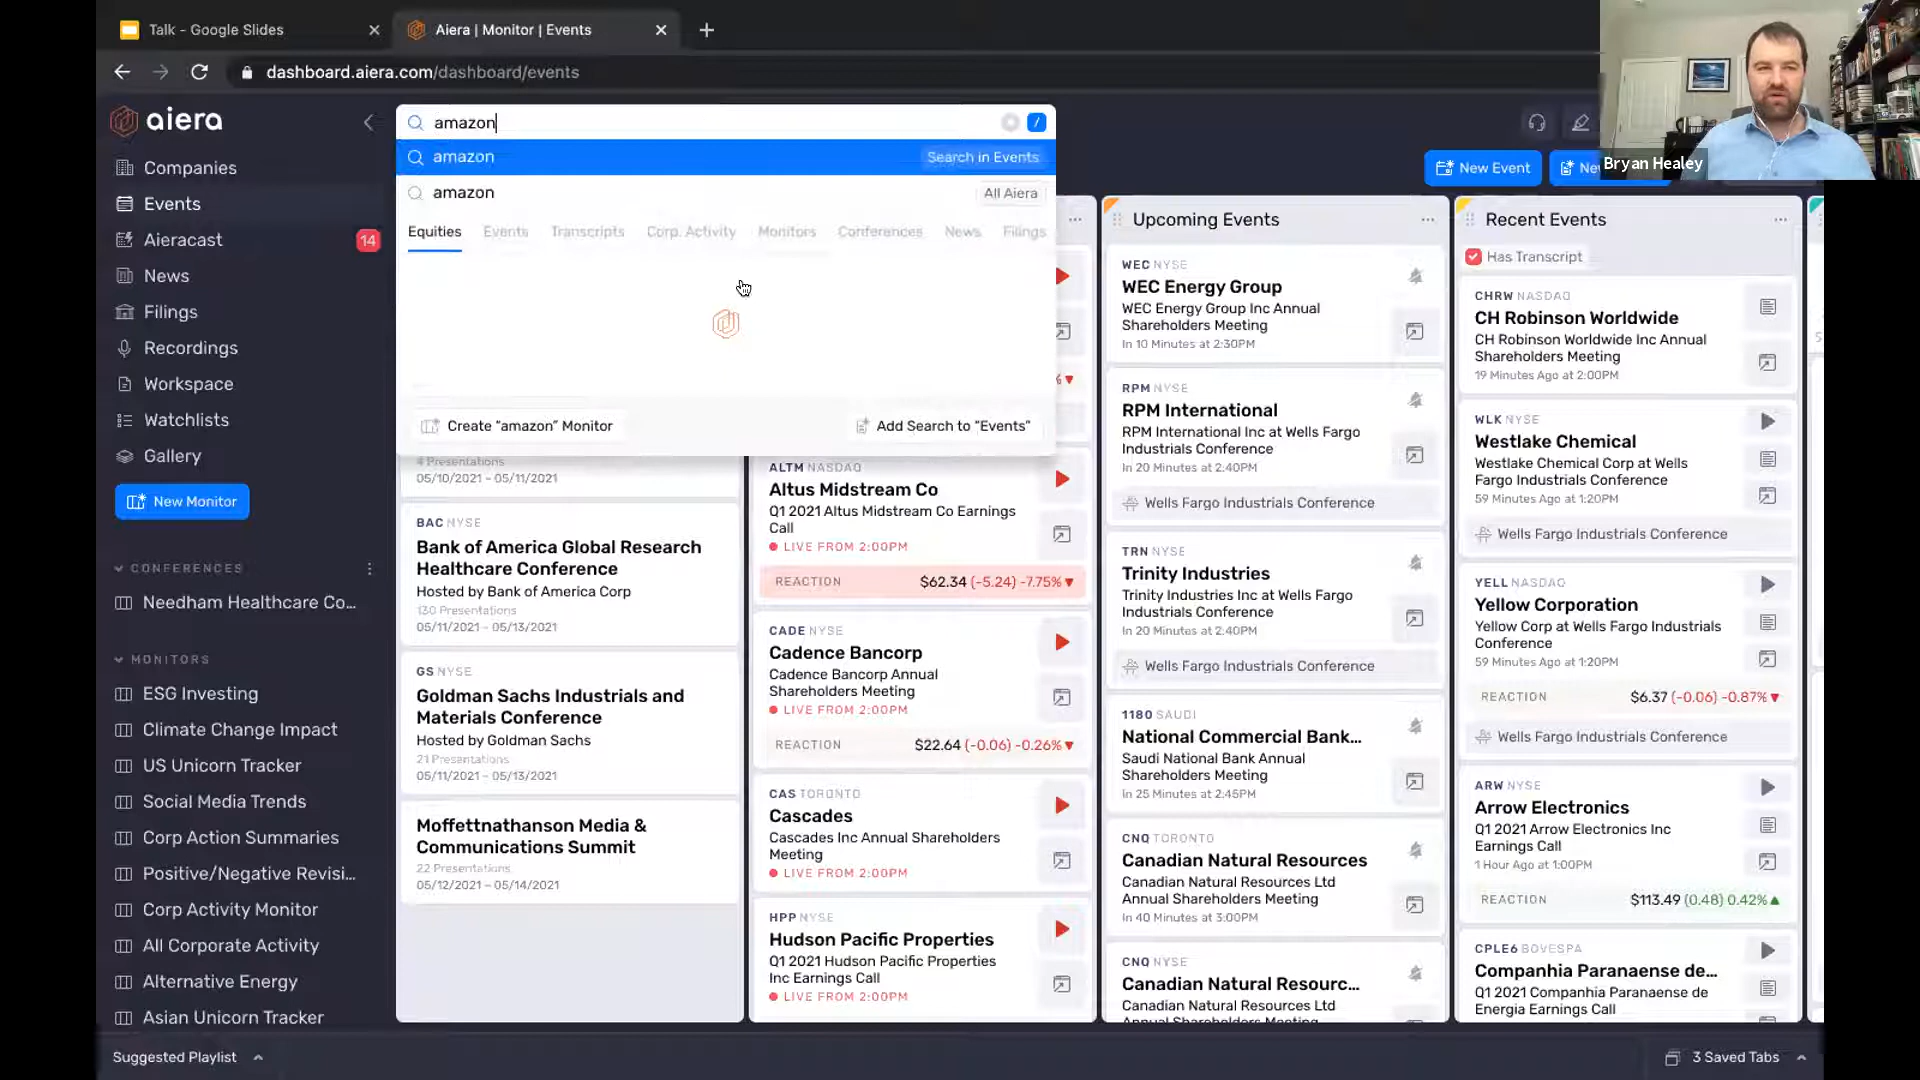 Talk - Google Slides
Aiera | Monitor | Events
dashboard.aiera.com/dashboard/events
Bryan Healey
aiera
Companies
Events
Aieracast
14
News
Filings
Recordings
Workspace
Watchlists
Gallery
New Monitor
CONFERENCES
Needham Healthcare Co...
MONITORS
ESG Investing
Climate Change Impact
US Unicorn Tracker
Social Media Trends
Corp Action Summaries
Positive/Negative Revisi...
Corp Activity Monitor
All Corporate Activity
Alternative Energy
Asian Unicorn Tracker
amazon
/
amazon
Search in Events
amazon
All Aiera
Equities Events Transcripts Corp. Activity Monitors Conferences News Filings
Create "amazon" Monitor
Add Search to "Events"
New Event
4 Presentations
05/10/2021 - 05/11/2021
BAC NYSE
Bank of America Global Research
Healthcare Conference
Hosted by Bank of America Corp
130 Presentations
05/11/2021 - 05/13/2021
GS NYSE
Goldman Sachs Industrials and
Materials Conference
Hosted by Goldman Sachs
21 Presentations
05/11/2021 - 05/13/2021
Moffettnathanson Media &
Communications Summit
22 Presentations
05/12/2021 - 05/14/2021
ALTM NASDAQ
Altus Midstream Co
Q1 2021 Altus Midstream Co Earnings
Call
LIVE FROM 2:00PM
REACTION $62.34 (-5.24) -7.75%
CADE NYSE
Cadence Bancorp
Cadence Bancorp Annual
Shareholders Meeting
LIVE FROM 2:00PM
REACTION $22.64 (-0.06) -0.26%
CAS TORONTO
Cascades
Cascades Inc Annual Shareholders
Meeting
LIVE FROM 2:00PM
HPP NYSE
Hudson Pacific Properties
Q1 2021 Hudson Pacific Properties
Inc Earnings Call
LIVE FROM 2:00PM
Upcoming Events
WEC NYSE
WEC Energy Group
WEC Energy Group Inc Annual
Shareholders Meeting
In 10 Minutes at 2:30PM
RPM NYSE
RPM International
RPM International Inc at Wells Fargo
Industrials Conference
In 20 Minutes at 2:40PM
Wells Fargo Industrials Conference
TRN NYSE
Trinity Industries
Trinity Industries Inc at Wells Fargo
Industrials Conference
In 20 Minutes at 2:40PM
Wells Fargo Industrials Conference
1180 SAUDI
National Commercial Bank...
Saudi National Bank Annual
Shareholders Meeting
In 25 Minutes at 2:45PM
CNQ TORONTO
Canadian Natural Resources
Canadian Natural Resources Ltd
Annual Shareholders Meeting
In 40 Minutes at 3:00PM
CNQ NYSE
Canadian Natural Resourc...
Canadian Natural Resources Ltd
Annual Shareholders Meeting
Recent Events
Has Transcript
CHRW NASDAQ
CH Robinson Worldwide
CH Robinson Worldwide Inc Annual
Shareholders Meeting
19 Minutes Ago at 2:00PM
WLK NYSE
Westlake Chemical
Westlake Chemical Corp at Wells
Fargo Industrials Conference
59 Minutes Ago at 1:20PM
Wells Fargo Industrials Conference
YELL NASDAQ
Yellow Corporation
Yellow Corp at Wells Fargo Industrials
Conference
59 Minutes Ago at 1:20PM
REACTION $6.37 (-0.06) -0.87%
Wells Fargo Industrials Conference
ARW NYSE
Arrow Electronics
Q1 2021 Arrow Electronics Inc
Earnings Call
1 Hour Ago at 1:00PM
REACTION $113.49 (0.48) 0.42%
CPLE6 BOVESPA
Companhia Paranaense de...
Q1 2021 Companhia Paranaense de
Energia Earnings Call
Suggested Playlist
3 Saved Tabs